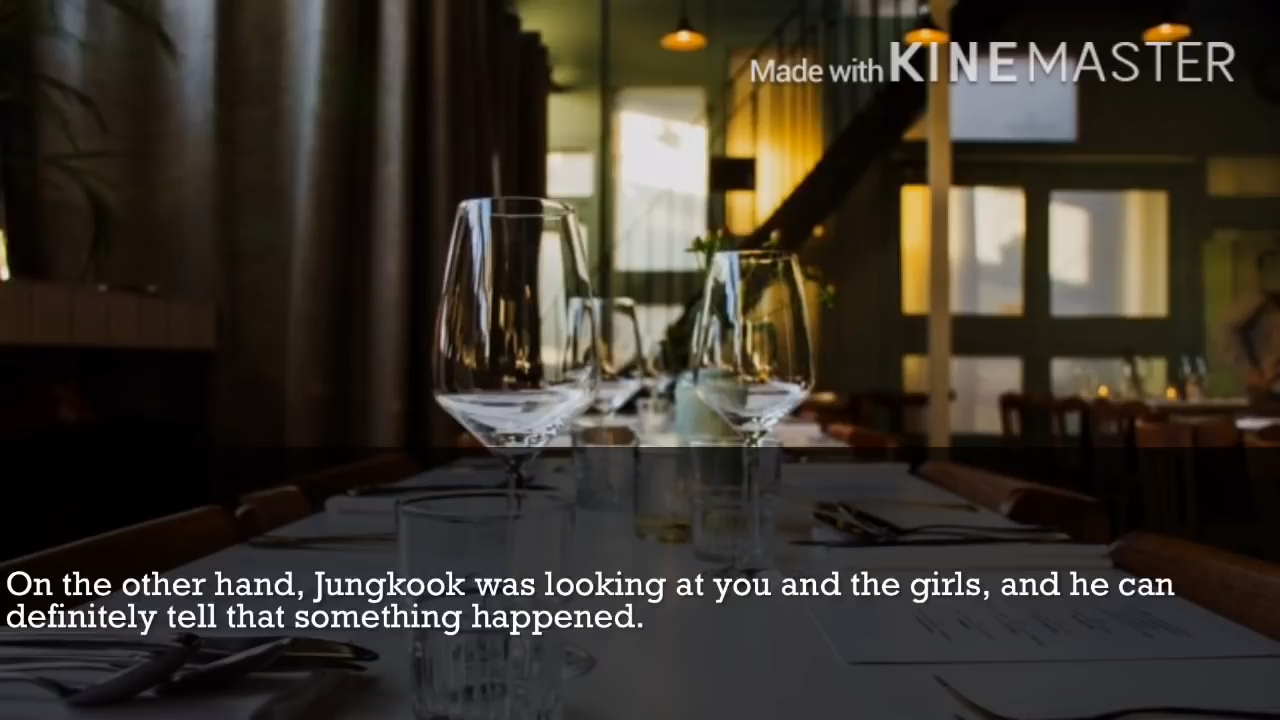 Made with KINEMASTER
On the other hand, Jungkook was looking at you and the girls, and he can
definitely tell that something happened.